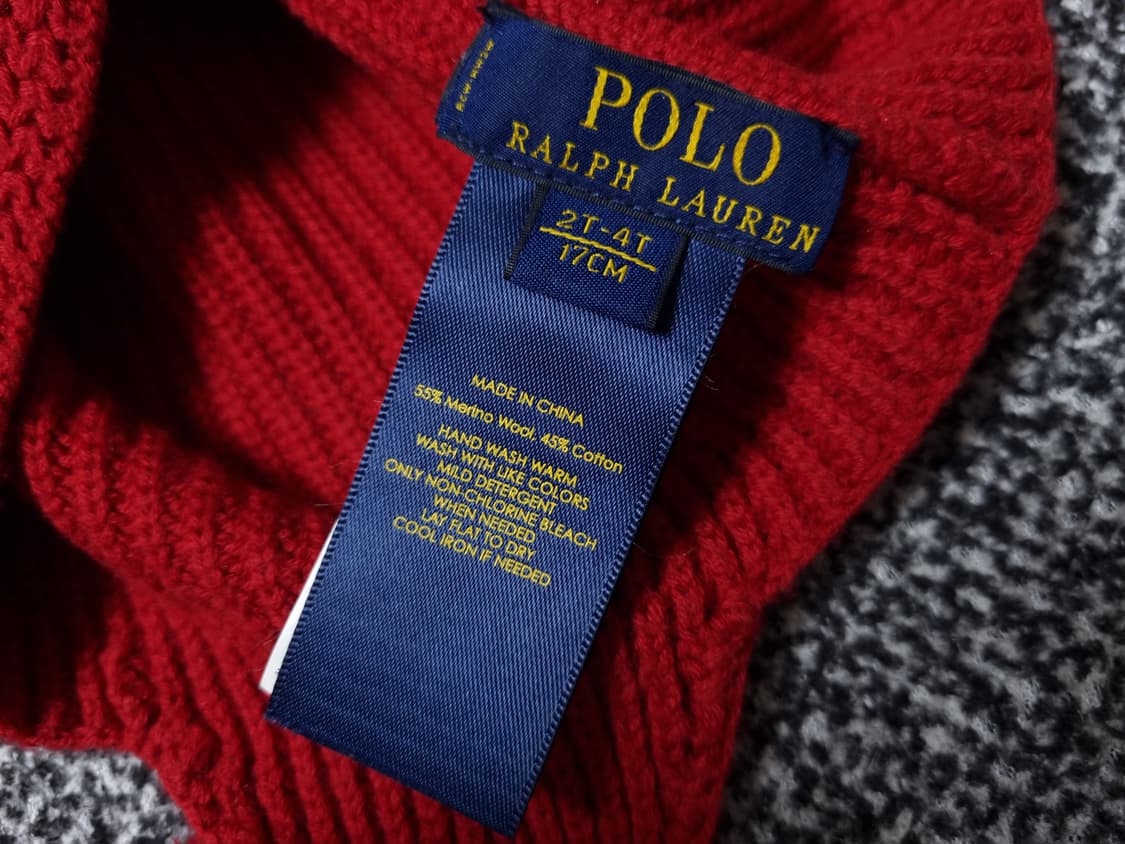 POLO
RALPH LAUREN
2T-4T
17CM
MADE IN CHINA
55% Merino Wool. 45% Cotton
HAND WASH WARM
WASH WITH LIKE COLORS
MILD DETERGENT
ONLY NON-CHLORINE BLEACH
WHEN NEEDED
LAY FLAT TO DRY
COOL IRON IF NEEDED